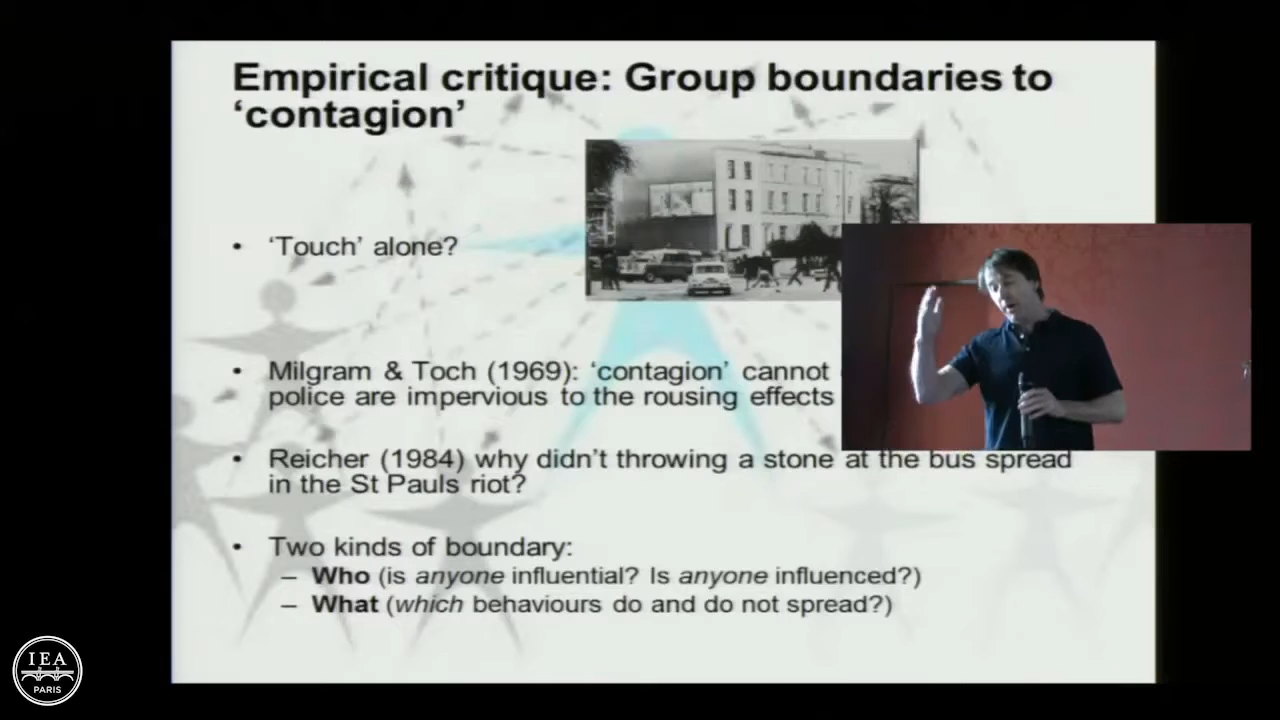 Empirical critique: Group boundaries to
‘contagion’
• ‘Touch’ alone?
• Milgram & Toch (1969): ‘contagion’ cannot
police are impervious to the rousing effects
• Reicher (1984) why didn’t throwing a stone at the bus spread
in the St Pauls riot?
• Two kinds of boundary:
– Who (is anyone influential? Is anyone influenced?)
– What (which behaviours do and do not spread?)
IEA
PARIS